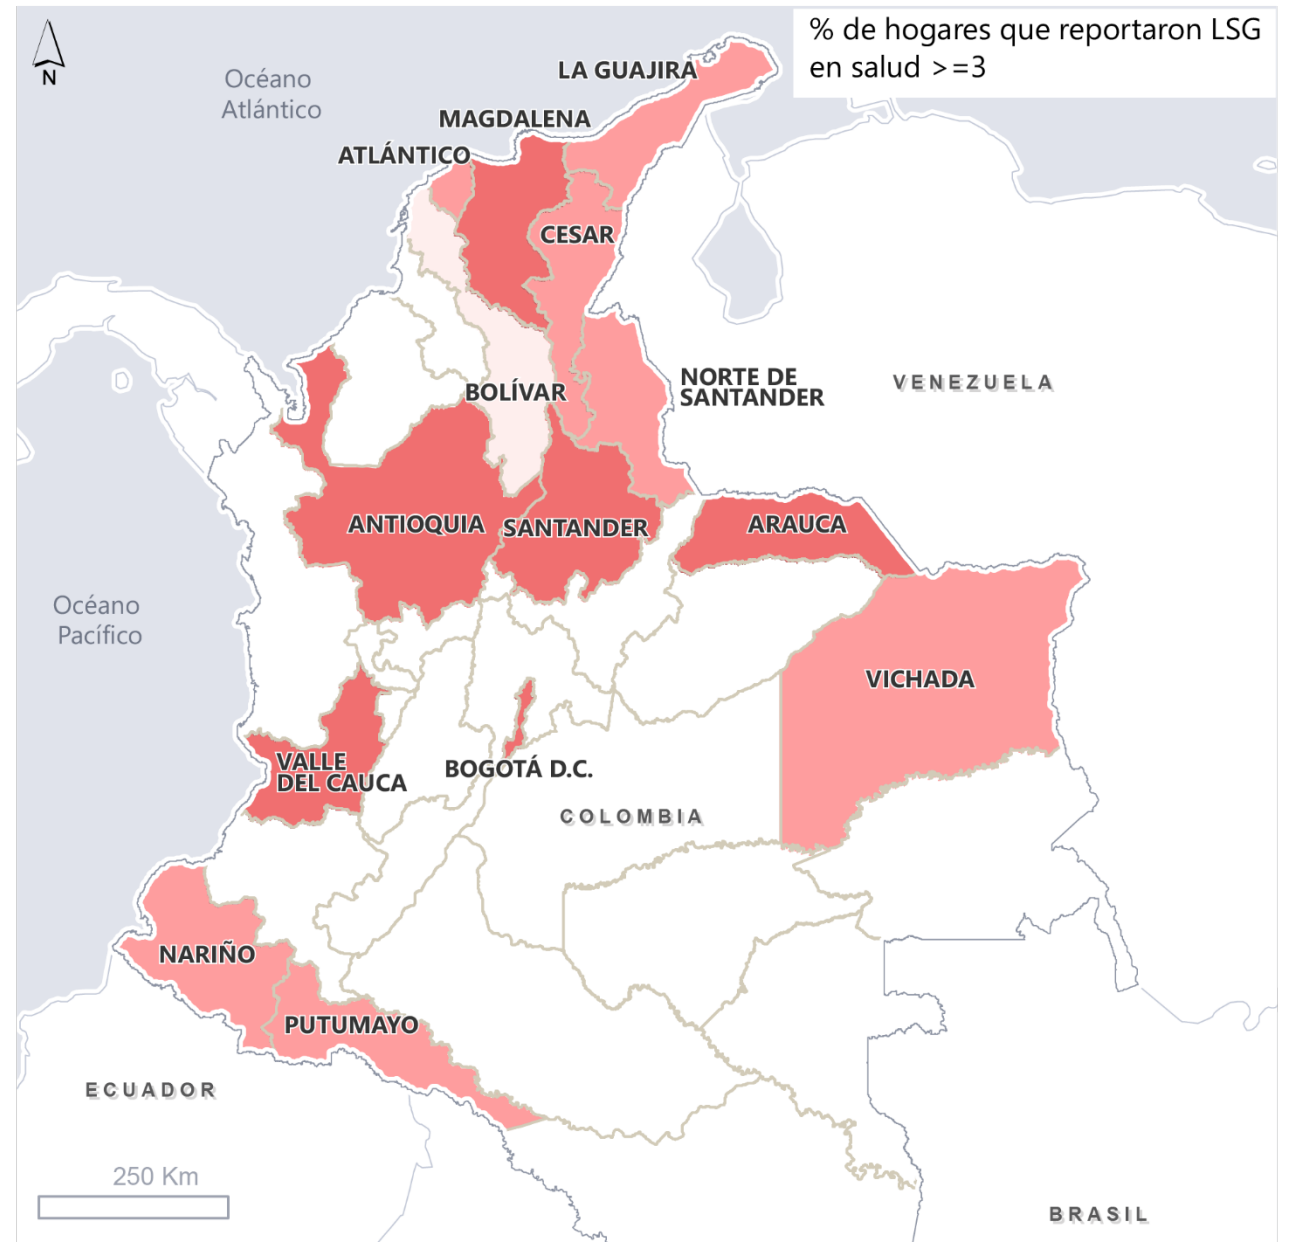 % de hogares que reportaron LSG
en salud >=3
N
Océano
Atlántico
LA GUAJIRA
MAGDALENA
ATLÁNTICO
CESAR
BOLÍVAR
NORTE DE
SANTANDER
VENEZUELA
ANTIOQUIA
SANTANDER
ARAUCA
Océano
Pacífico
VICHADA
VALLE
DEL CAUCA
BOGOTÁ D.C.
COLOMBIA
NARIÑO
PUTUMAYO
ECUADOR
250 Km
BRASIL